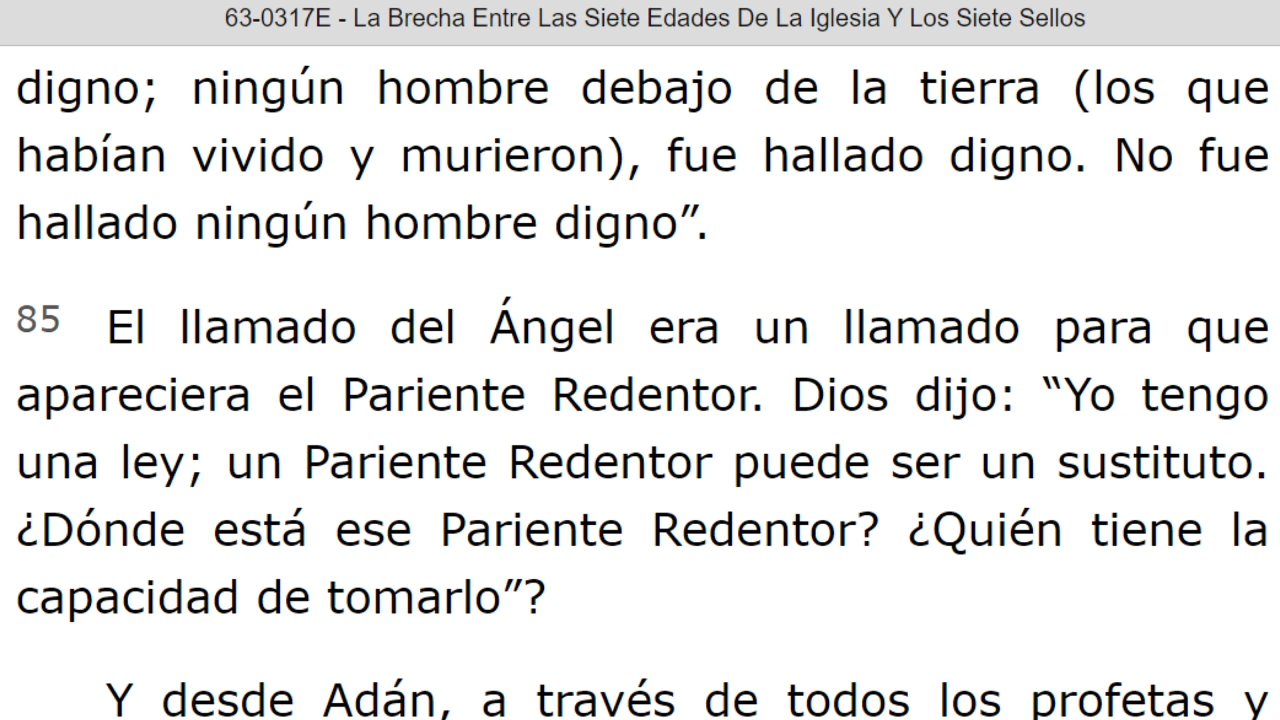 63-0317E - La Brecha Entre Las Siete Edades De La Iglesia Y Los Siete Sellos
digno; ningún hombre debajo de la tierra (los que
habían vivido y murieron), fue hallado digno. No fue
hallado ningún hombre digno”.
85 El llamado del Ángel era un llamado para que
apareciera el Pariente Redentor. Dios dijo: “Yo tengo
una ley; un Pariente Redentor puede ser un sustituto.
¿Dónde está ese Pariente Redentor? ¿Quién tiene la
capacidad de tomarlo”?
Y desde Adán, a través de todos los profetas y